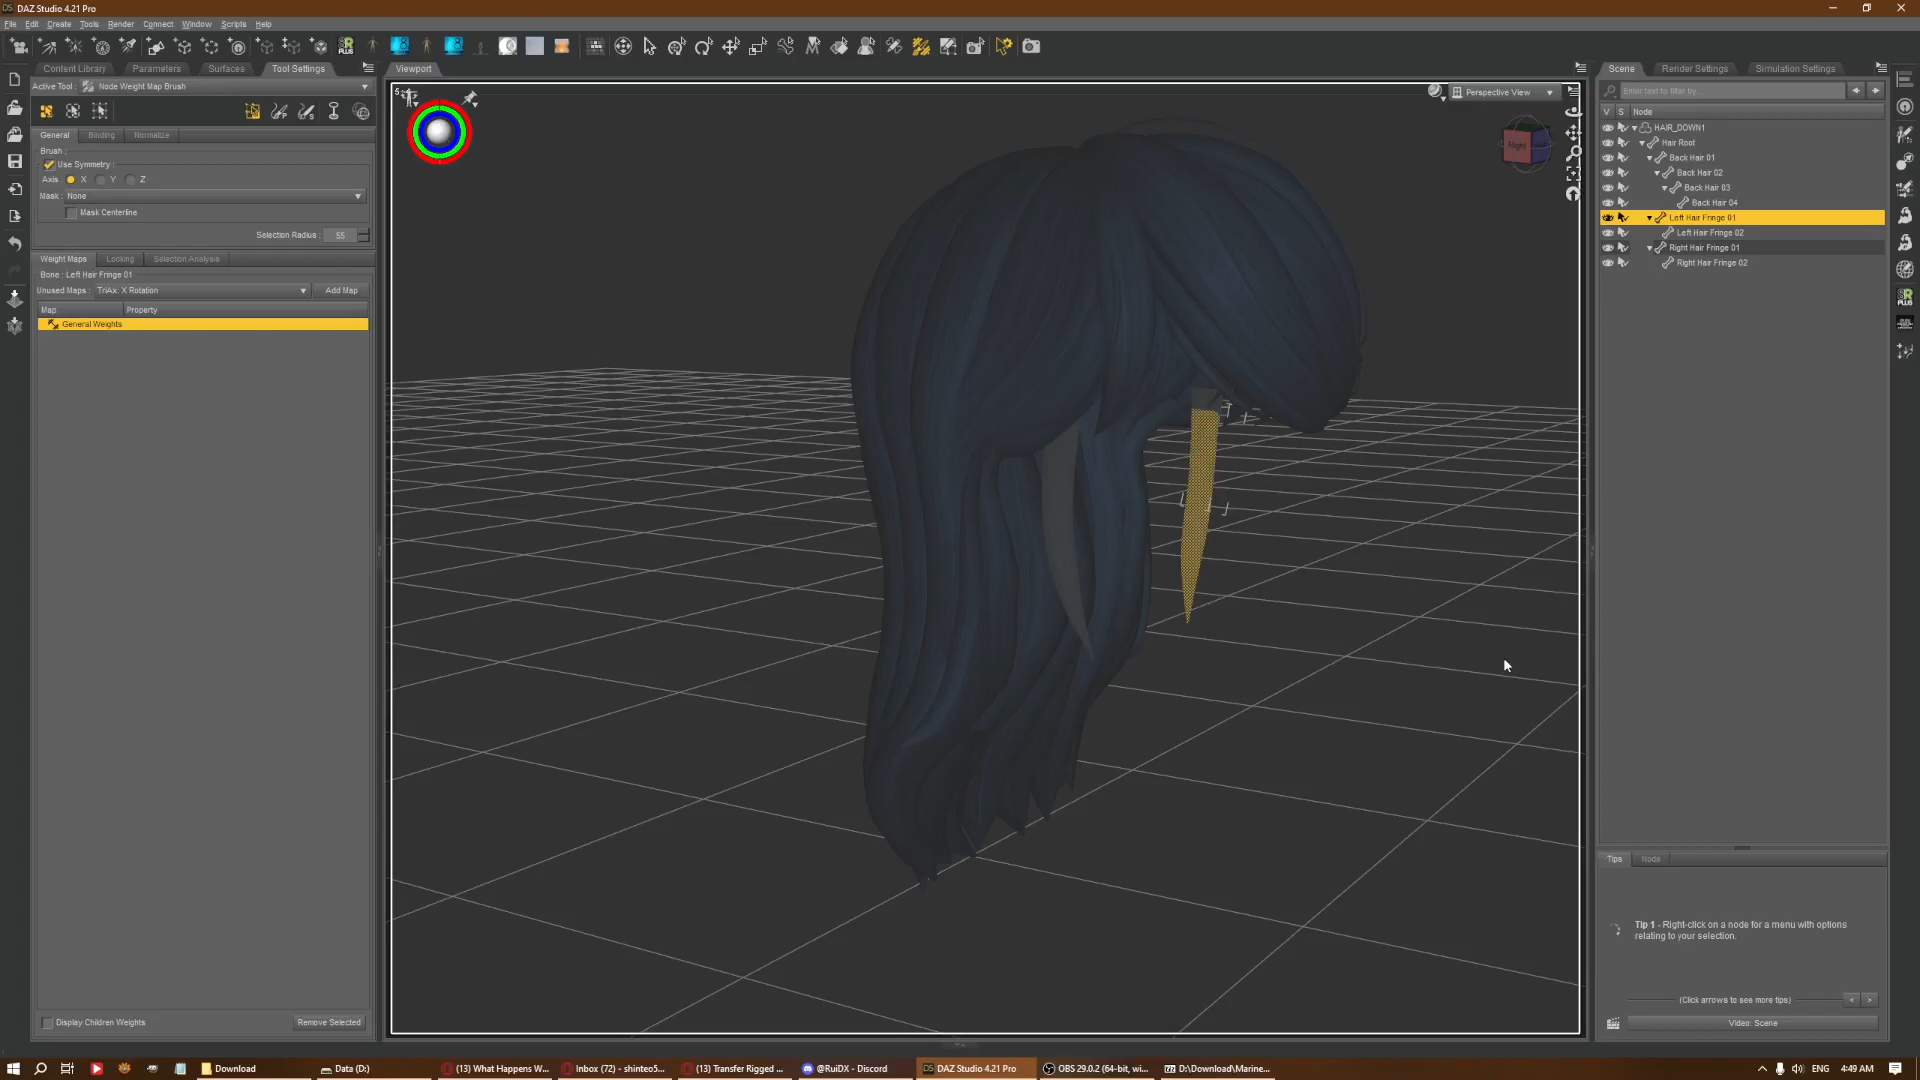 DAZ Studio 4.21 Pro
File Edit Create Tools Render Connect Window Scripts Help
Content Library Parameters Surfaces Tool Settings
Viewport
Scene Render Settings Simulation Settings
Active Tool : Node Weight Map Brush
Perspective View
Enter text to filter by...
V S Node
General Binding Normalize
Brush :
Use Symmetry :
Axis : X Y Z
Mask : None
Mask Centerline
Selection Radius : 55
Weight Maps Locking Selection Analysis
Bone : Left Hair Fringe 01
Unused Maps : TriAx: X Rotation Add Map
Map Property
General Weights
Right
HAIR_DOWN1
Hair Root
Back Hair 01
Back Hair 02
Back Hair 03
Back Hair 04
Left Hair Fringe 01
Left Hair Fringe 02
Right Hair Fringe 01
Right Hair Fringe 02
Tips Node
Tip 1 - Right-click on a node for a menu with options
relating to your selection.
(Click arrows to see more tips) < >
Video: Scene
Display Children Weights Remove Selected
Download
Data (D:)
(13) What Happens W...
Inbox (72) - shinteo5...
(13) Transfer Rigged ...
@RuiDX - Discord
DAZ Studio 4.21 Pro
OBS 29.0.2 (64-bit, wi...
D:\Download\Marine...
ENG 4:49 AM